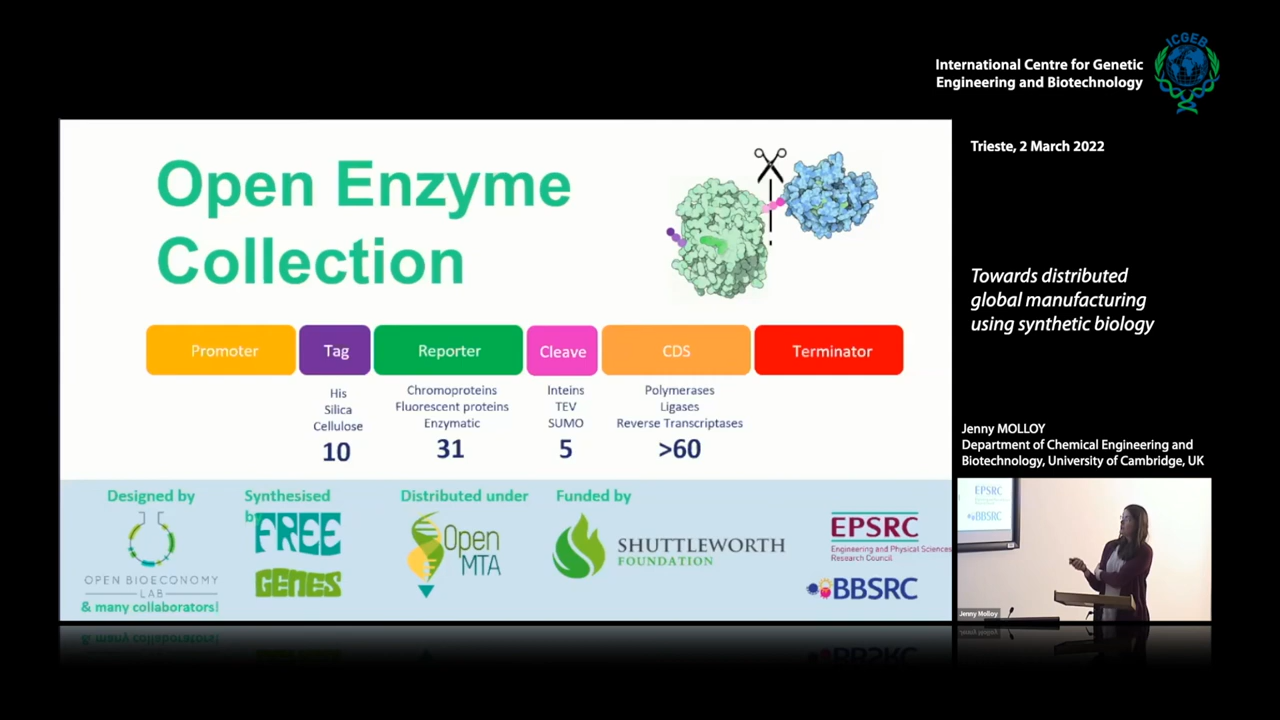 International Centre for Genetic
Engineering and Biotechnology
ICGEB
Trieste, 2 March 2022
Open Enzyme
Collection
Promoter
Tag
Reporter
Cleave
CDS
Terminator
His
Silica
Cellulose
10
Chromoproteins
Fluorescent proteins
Enzymatic
31
Inteins
TEV
SUMO
5
Polymerases
Ligases
Reverse Transcriptases
>60
Designed by
OPEN BIOECONOMY
LAB
& many collaborators!
Synthesised
by
FREE
GENES
Distributed under
Open
MTA
Funded by
SHUTTLEWORTH
FOUNDATION
EPSRC
Engineering and Physical Sciences
Research Council
BBSRC
Towards distributed
global manufacturing
using synthetic biology
Jenny MOLLOY
Department of Chemical Engineering and
Biotechnology, University of Cambridge, UK
EPSRC
BBSRC
Jenny Molloy